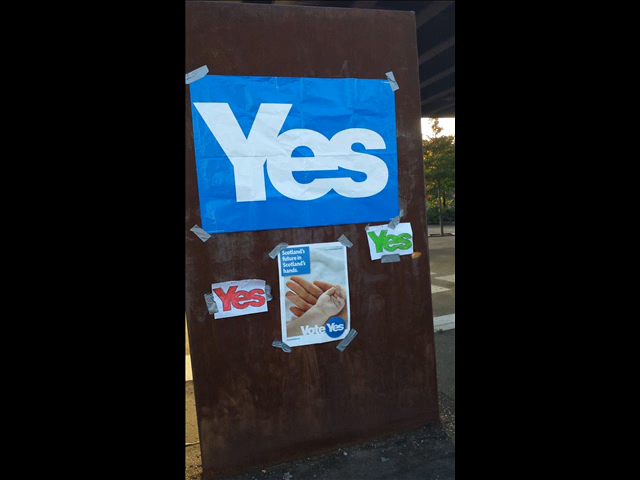 Yes
Yes
Scotland's
future in
Scotland's
hands.
Yes
Vote Yes